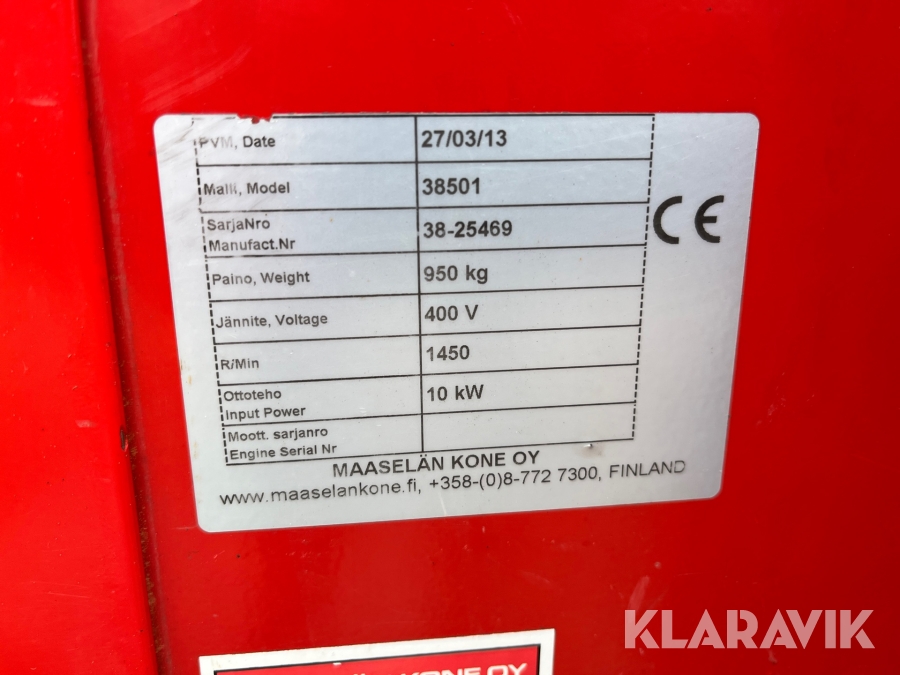 PVM, Date 27/03/13
Malli, Model 38501
SarjaNro
Manufact.Nr 38-25469
CE
Paino, Weight 950 kg
Jännite, Voltage 400 V
R/Min 1450
Ottoteho
Input Power 10 kW
Moott. sarjanro
Engine Serial Nr
MAASELÄN KONE OY
www.maaselankone.fi, +358-(0)8-772 7300, FINLAND
KLARAVIK
KONE OY